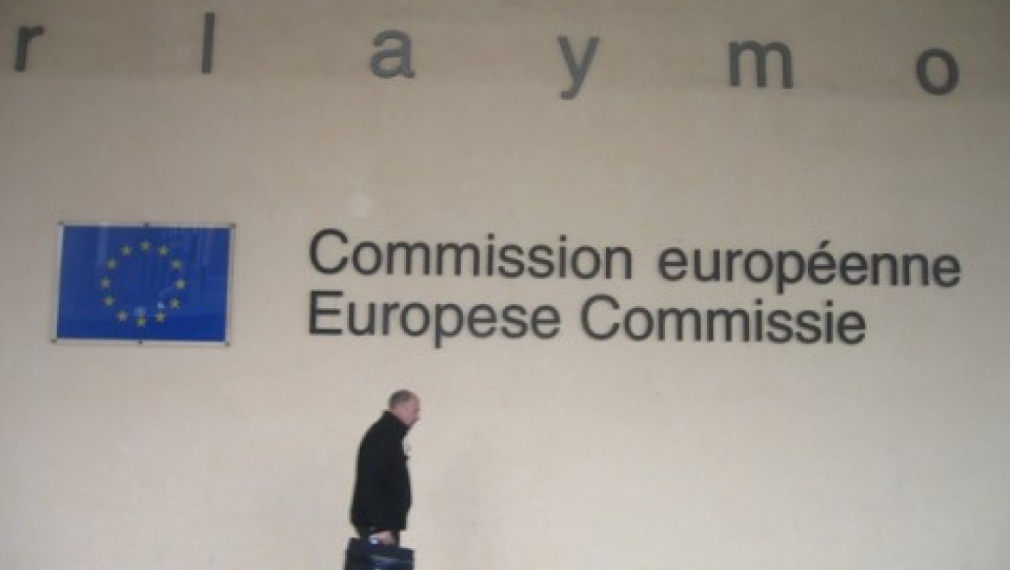 r l a y m o
Commission européenne
Europese Commissie